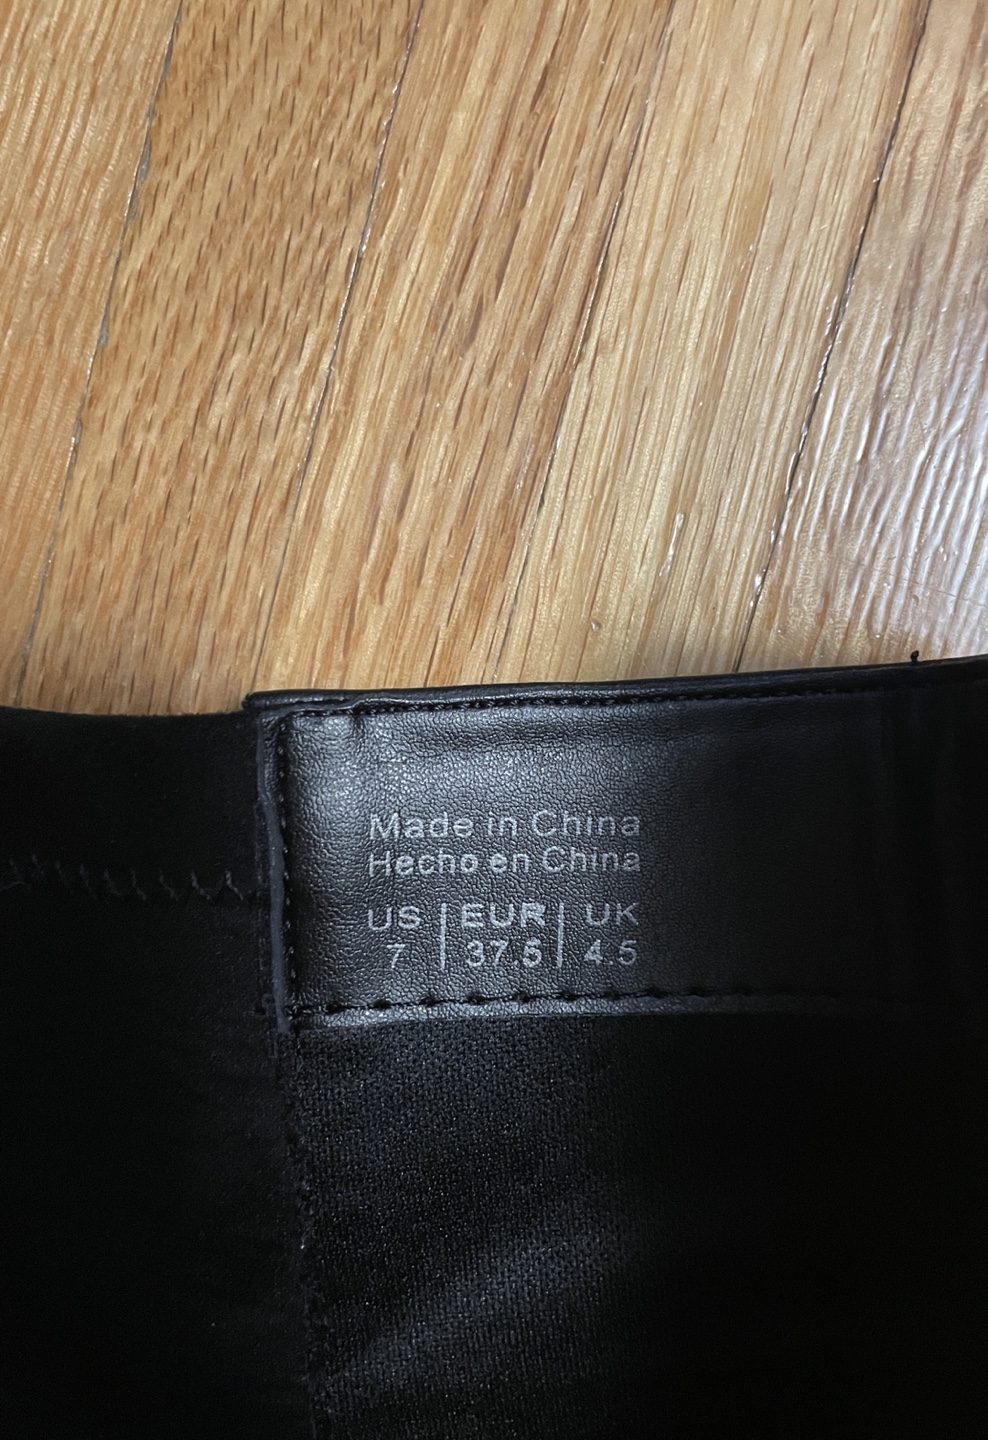 Made in China
Hecho en China
US | EUR | UK
7 | 37.5 | 4.5